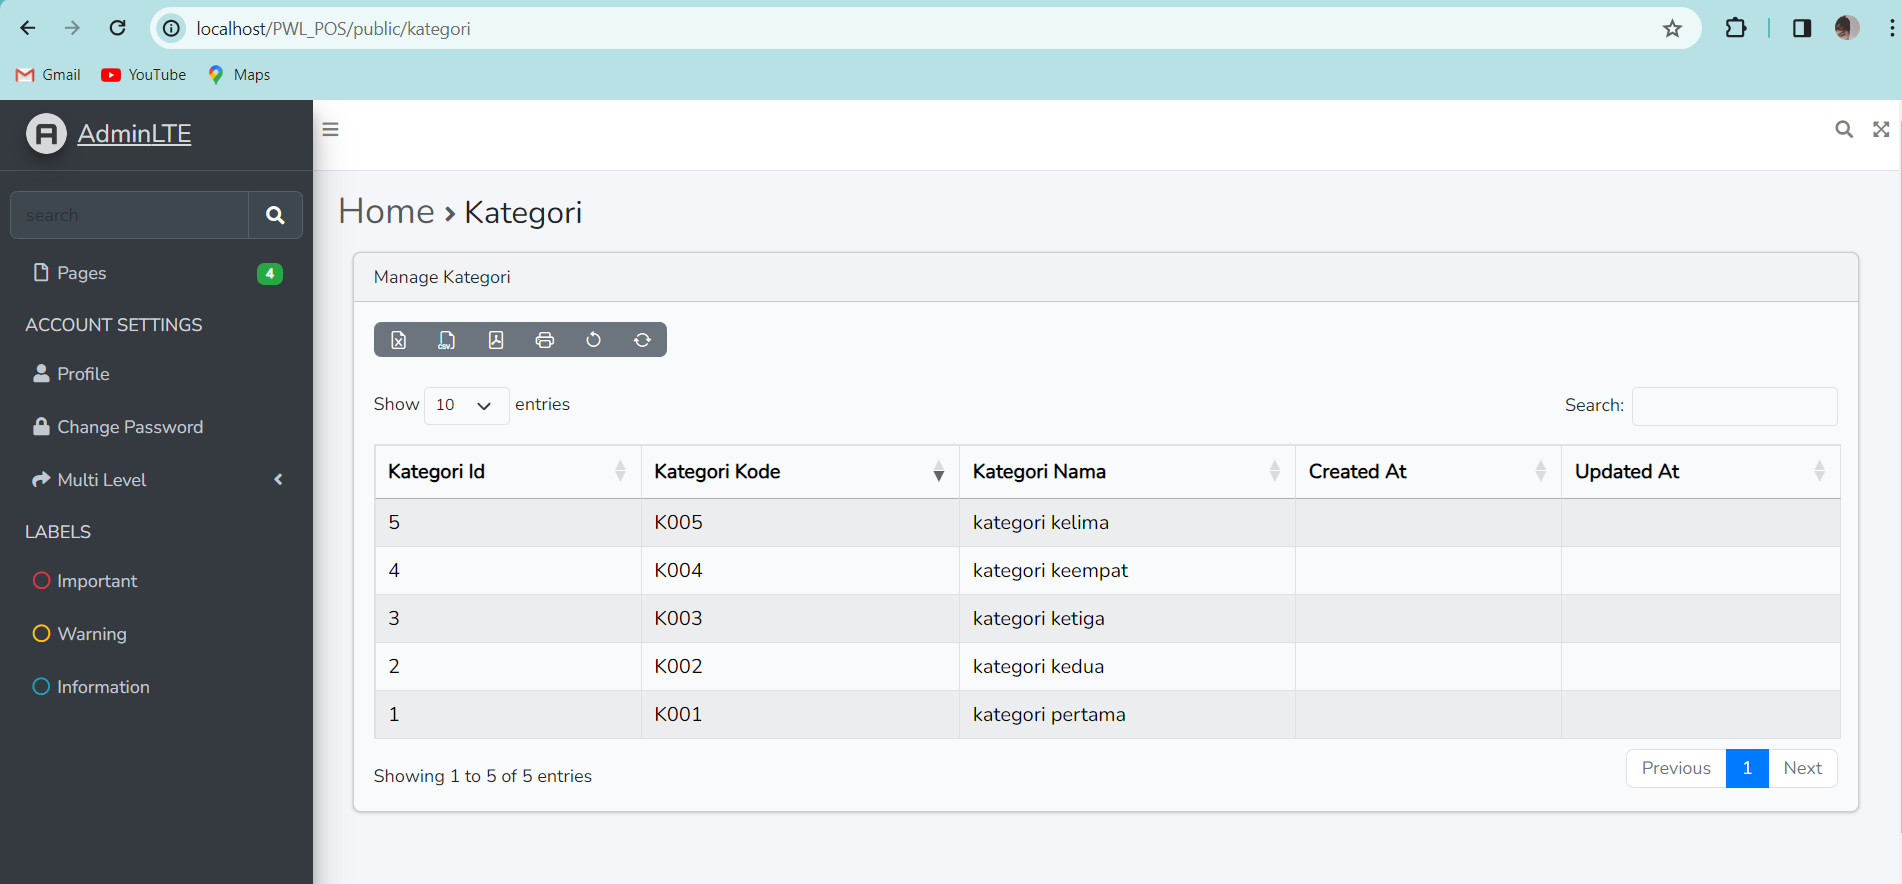 localhost/PWL_POS/public/kategori
Gmail YouTube Maps
AdminLTE
search
Pages 4
ACCOUNT SETTINGS
Profile
Change Password
Multi Level
LABELS
Important
Warning
Information
Home › Kategori
Manage Kategori
CSV
Show 10 entries Search:
Kategori Id Kategori Kode Kategori Nama Created At Updated At
5 K005 kategori kelima
4 K004 kategori keempat
3 K003 kategori ketiga
2 K002 kategori kedua
1 K001 kategori pertama
Showing 1 to 5 of 5 entries Previous 1 Next